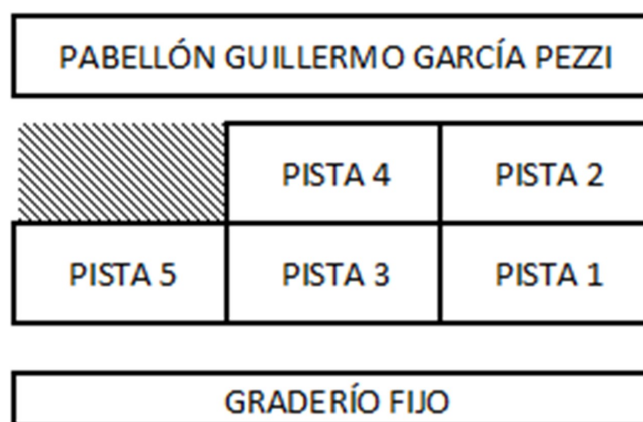 PABELLÓN GUILLERMO GARCÍA PEZZI
PISTA 4 PISTA 2
PISTA 5 PISTA 3 PISTA 1
GRADERÍO FIJO